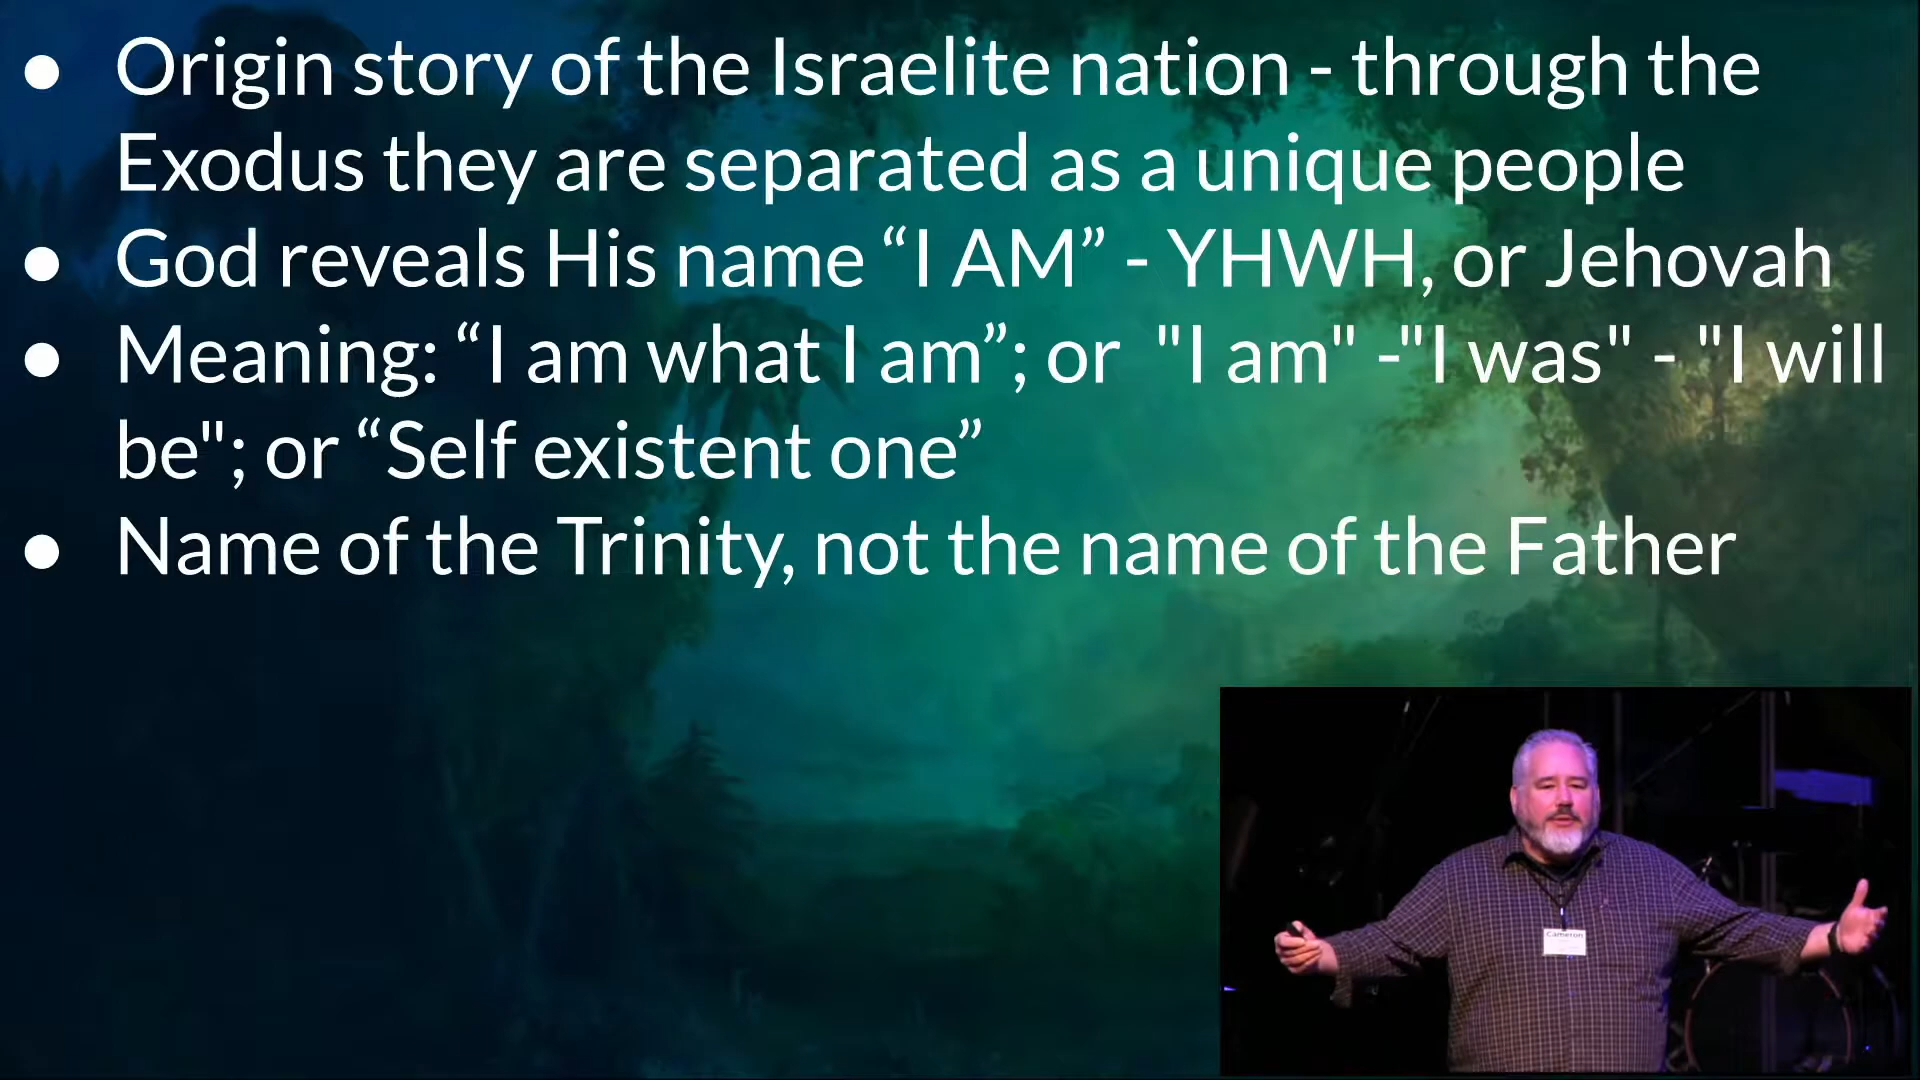 ● Origin story of the Israelite nation - through the
Exodus they are separated as a unique people
● God reveals His name “I AM” - YHWH, or Jehovah
● Meaning: “I am what I am”; or  "I am" -"I was" - "I will
be"; or “Self existent one”
● Name of the Trinity, not the name of the Father
Cameron